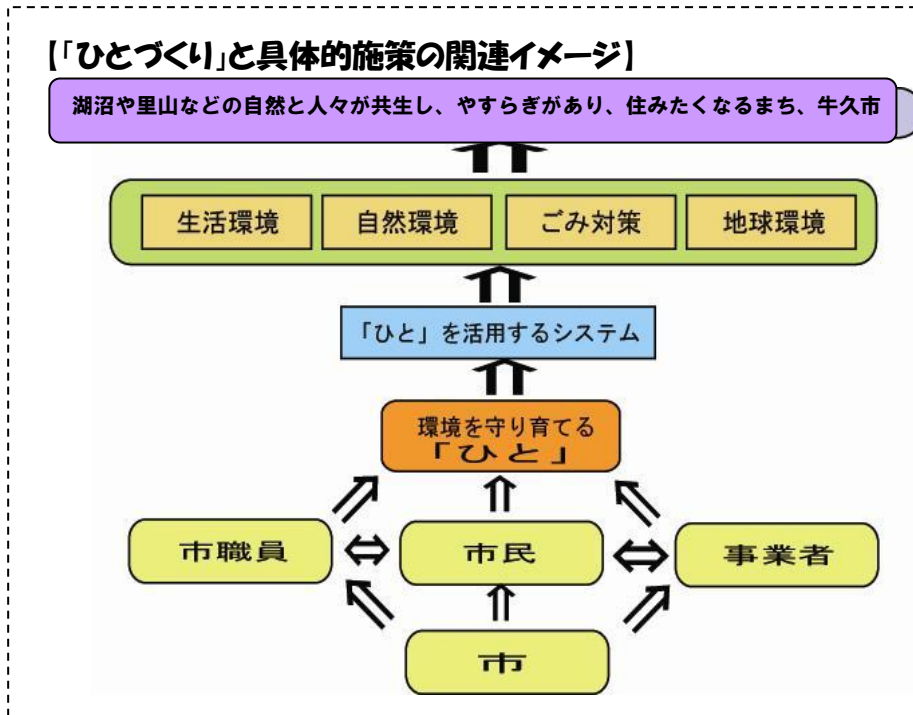 【「ひとづくり」と具体的施策の関連イメージ】
湖沼や里山などの自然と人々が共生し、やすらぎがあり、住みたくなるまち、牛久市
生活環境 自然環境 ごみ対策 地球環境
「ひと」を活用するシステム
環境を守り育てる
「ひと」
市職員 市民 事業者
市